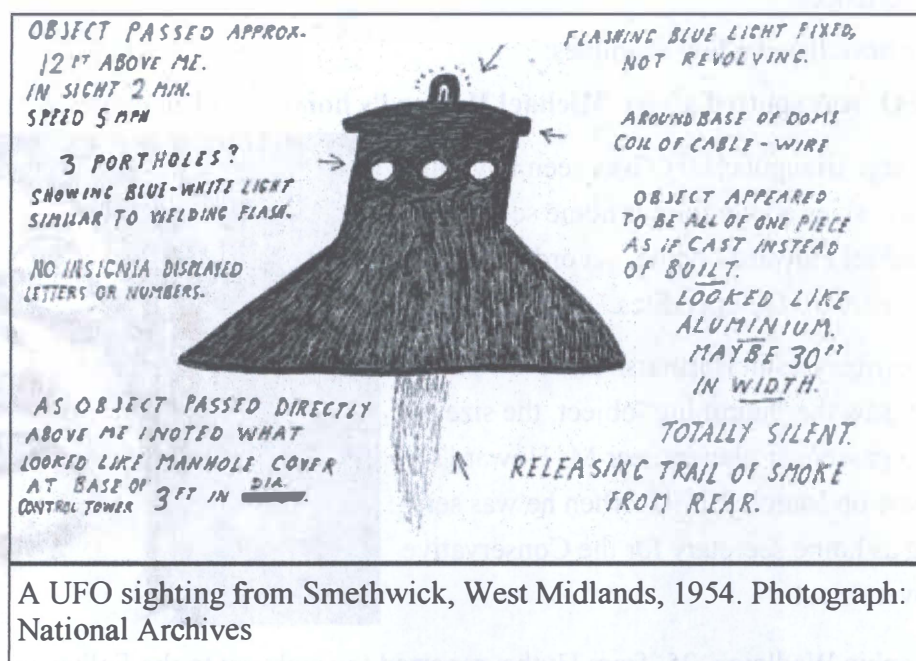 OBJECT PASSED APPROX.
12 FT ABOVE ME.
IN SIGHT 2 MIN.
SPEED 5 MPH
3 PORTHOLES?
SHOWING BLUE-WHITE LIGHT
SIMILAR TO WELDING FLASH.
NO INSIGNIA DISPLAYED
LETTERS OR NUMBERS.
AS OBJECT PASSED DIRECTLY
ABOVE ME I NOTED WHAT
LOOKED LIKE MANHOLE COVER
AT BASE OF
CONTROL TOWER 3 FT IN DIA.
FLASHING BLUE LIGHT FIXED,
NOT REVOLVING.
AROUND BASE OF DOME
COIL OF CABLE-WIRE
OBJECT APPEARED
TO BE ALL OF ONE PIECE
AS IF CAST INSTEAD
OF BUILT.
LOOKED LIKE
ALUMINIUM.
MAYBE 30"
IN WIDTH.
TOTALLY SILENT.
RELEASING TRAIL OF SMOKE
FROM REAR.
A UFO sighting from Smethwick, West Midlands, 1954. Photograph:
National Archives